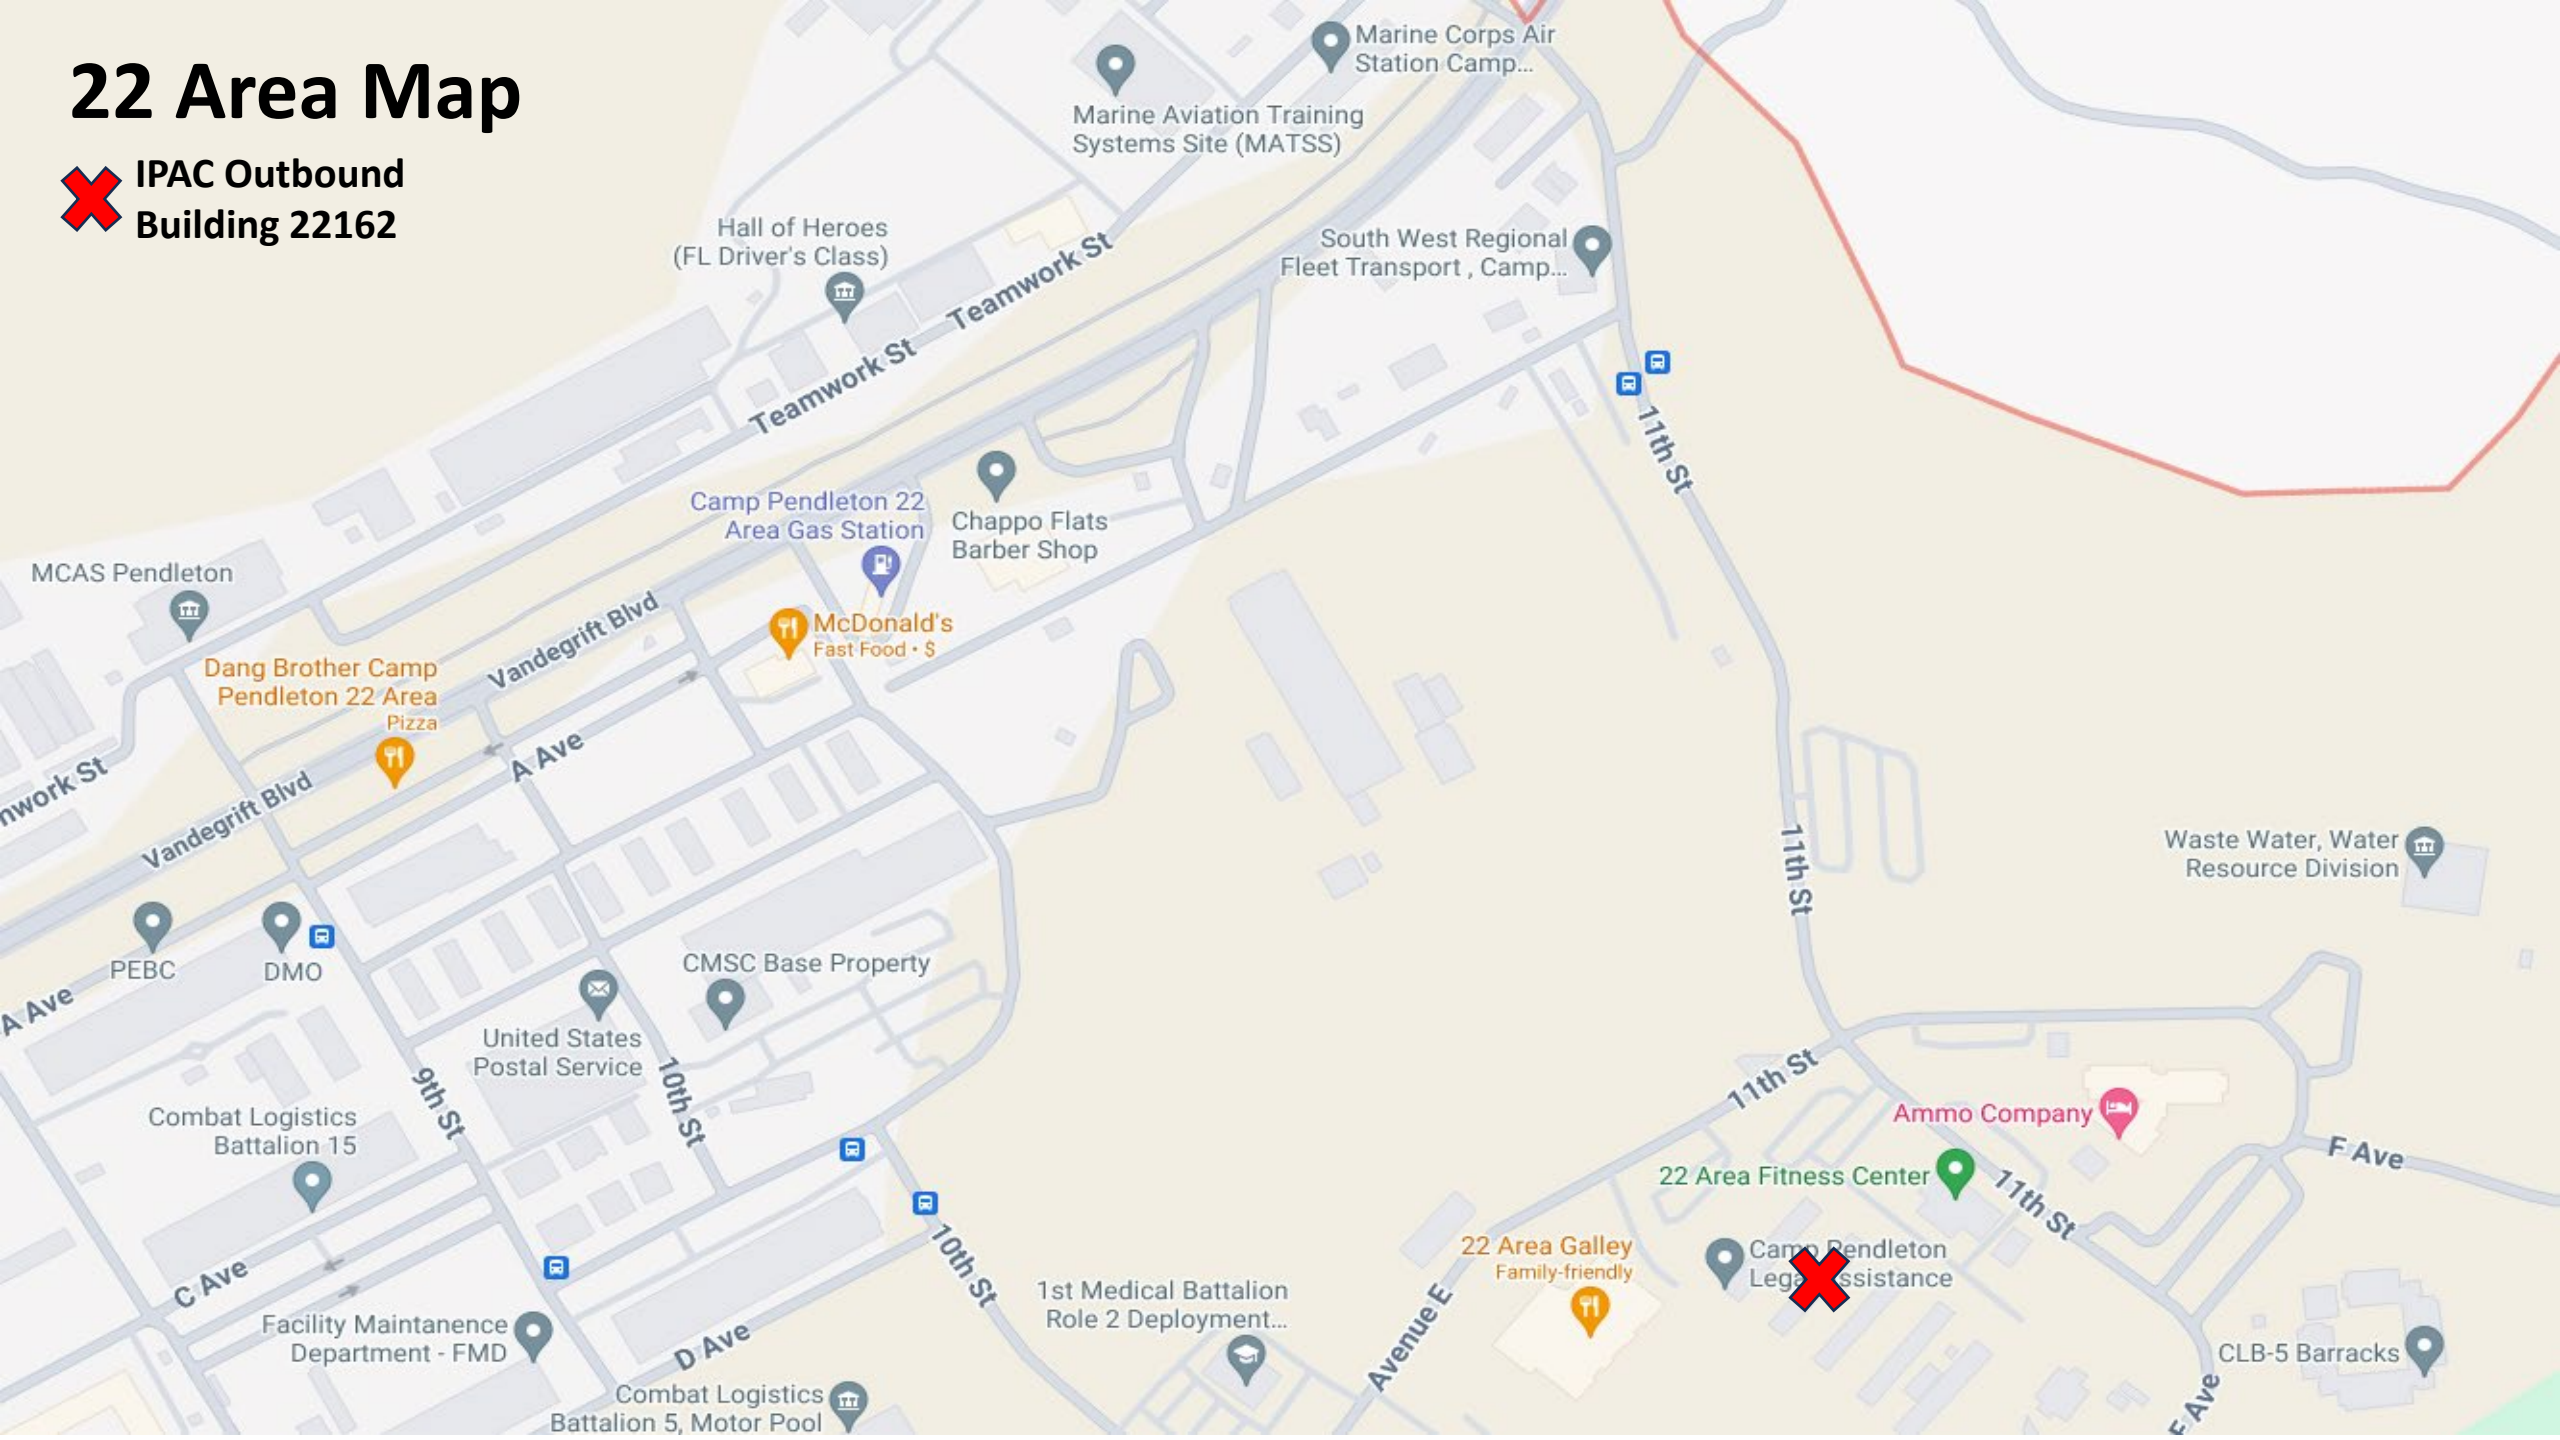 22 Area Map
IPAC Outbound
Building 22162
Marine Corps Air
Station Camp...
Marine Aviation Training
Systems Site (MATSS)
Hall of Heroes
(FL Driver's Class)
South West Regional
Fleet Transport , Camp...
Teamwork St
Teamwork St
11th St
Camp Pendleton 22
Area Gas Station
Chappo Flats
Barber Shop
MCAS Pendleton
Vandegrift Blvd
McDonald's
Fast Food • $
Dang Brother Camp
Pendleton 22 Area
Pizza
A Ave
nwork St
Vandegrift Blvd
11th St
Waste Water, Water
Resource Division
PEBC
DMO
A Ave
CMSC Base Property
United States
Postal Service
9th St
10th St
11th St
Combat Logistics
Battalion 15
Ammo Company
F Ave
22 Area Fitness Center
11th St
C Ave
10th St
22 Area Galley
Family-friendly
Camp Pendleton
Legal Assistance
1st Medical Battalion
Role 2 Deployment...
Avenue E
Facility Maintanence
Department - FMD
D Ave
CLB-5 Barracks
F Ave
Combat Logistics
Battalion 5, Motor Pool